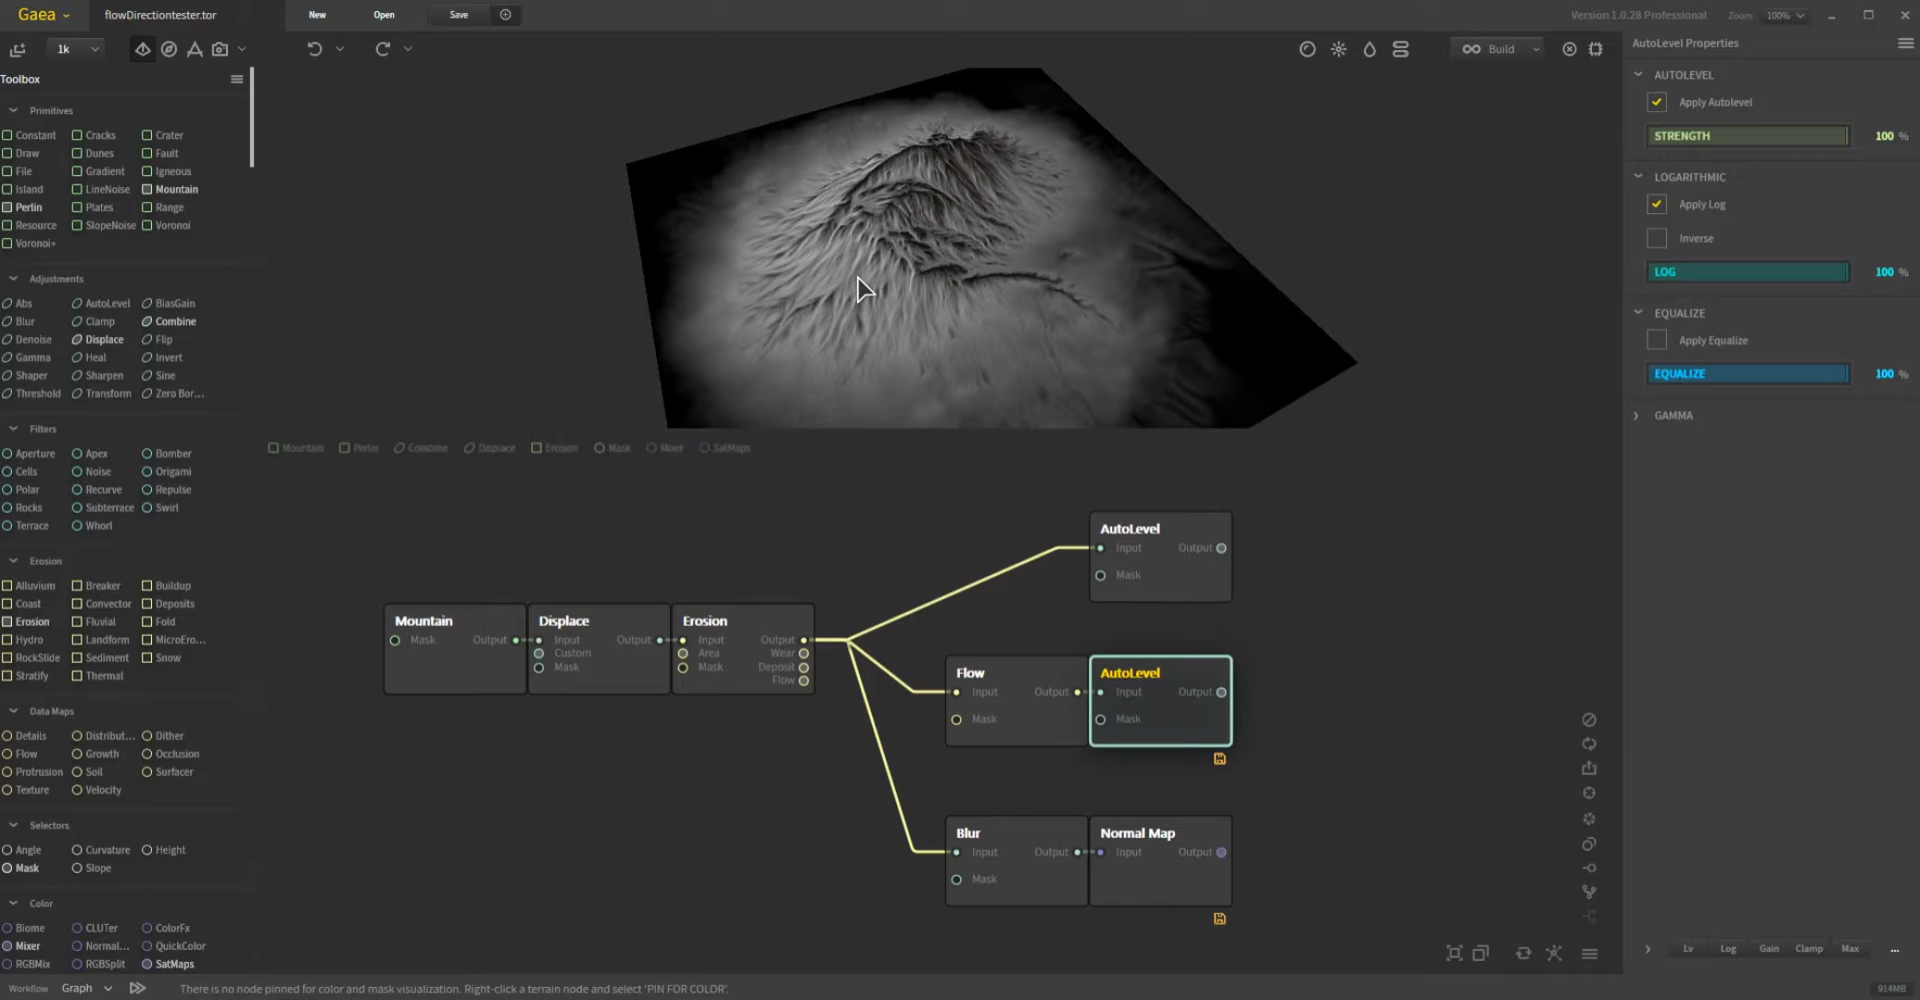 Gaea
flowDirectiontester.tor
New
Open
Save
Version 1.0.28 Professional
Zoom
100%
1k
Build
Toolbox
Primitives
Constant Cracks Crater
Draw Dunes Fault
File Gradient Igneous
Island LineNoise Mountain
Perlin Plates Range
Resource SlopeNoise Voronoi
Voronoi+
Adjustments
Abs AutoLevel BiasGain
Blur Clamp Combine
Denoise Displace Flip
Gamma Heal Invert
Shaper Sharpen Sine
Threshold Transform Zero Bor...
Filters
Aperture Apex Bomber
Cells Noise Origami
Polar Recurve Repulse
Rocks Subterrace Swirl
Terrace Whorl
Erosion
Alluvium Breaker Buildup
Coast Convector Deposits
Erosion Fluvial Fold
Hydro Landform MicroEro...
RockSlide Sediment Snow
Stratify Thermal
Data Maps
Details Distribut... Dither
Flow Growth Occlusion
Protrusion Soil Surfacer
Texture Velocity
Selectors
Angle Curvature Height
Mask Slope
Color
Biome CLUTer ColorFx
Mixer Normal... QuickColor
RGBMix RGBSplit SatMaps
Mountain Perlin Combine Displace Erosion Mask Mixer SatMaps
AutoLevel
Input Output
Mask
Mountain
Mask Output
Displace
Input Output
Custom
Mask
Erosion
Input Output
Area Wear
Mask Deposit
Flow
Flow
Input Output
Mask
AutoLevel
Input Output
Mask
Blur
Input Output
Mask
Normal Map
Input Output
AutoLevel Properties
AUTOLEVEL
Apply Autolevel
STRENGTH 100 %
LOGARITHMIC
Apply Log
Inverse
LOG 100 %
EQUALIZE
Apply Equalize
EQUALIZE 100 %
GAMMA
Lv Log Gain Clamp Max ...
Workflow Graph
There is no node pinned for color and mask visualization. Right-click a terrain node and select 'PIN FOR COLOR'.
914MB